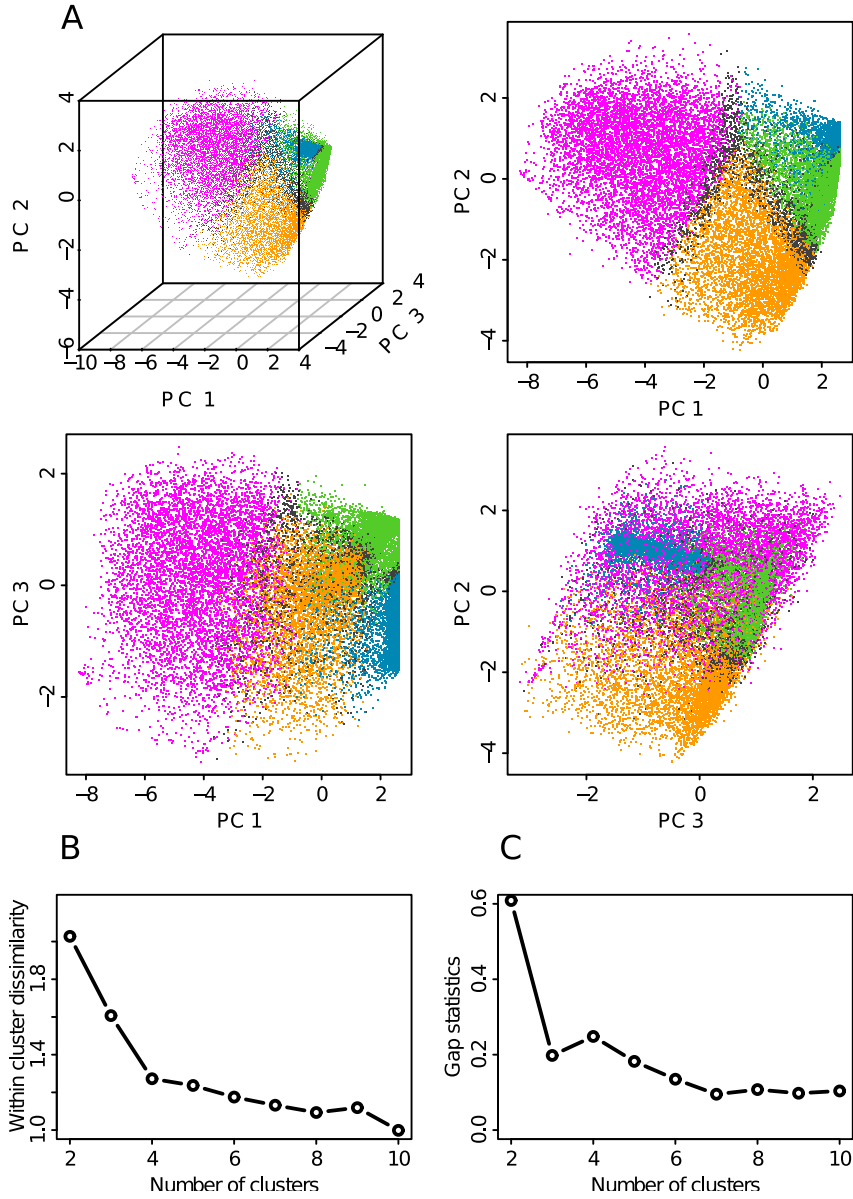 A
4
2
0
−2
−4
−6
PC 2
−10 −8 −6 −4 −2 0 2 4
PC 1
−4 −2 0 2 4
PC 3
2
0
−2
−4
PC 2
−8 −6 −4 −2 0 2
PC 1
2
0
−2
PC 3
−8 −6 −4 −2 0 2
PC 1
2
0
−2
−4
PC 2
−2 0 2
PC 3
B
Within cluster dissimilarity
1.0 1.4 1.8
2 4 6 8 10
Number of clusters
C
Gap statistics
0.0 0.2 0.4 0.6
2 4 6 8 10
Number of clusters